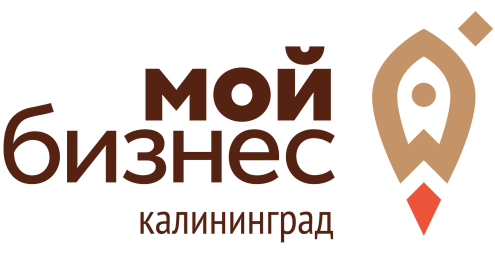 мой
бизнес
калининград